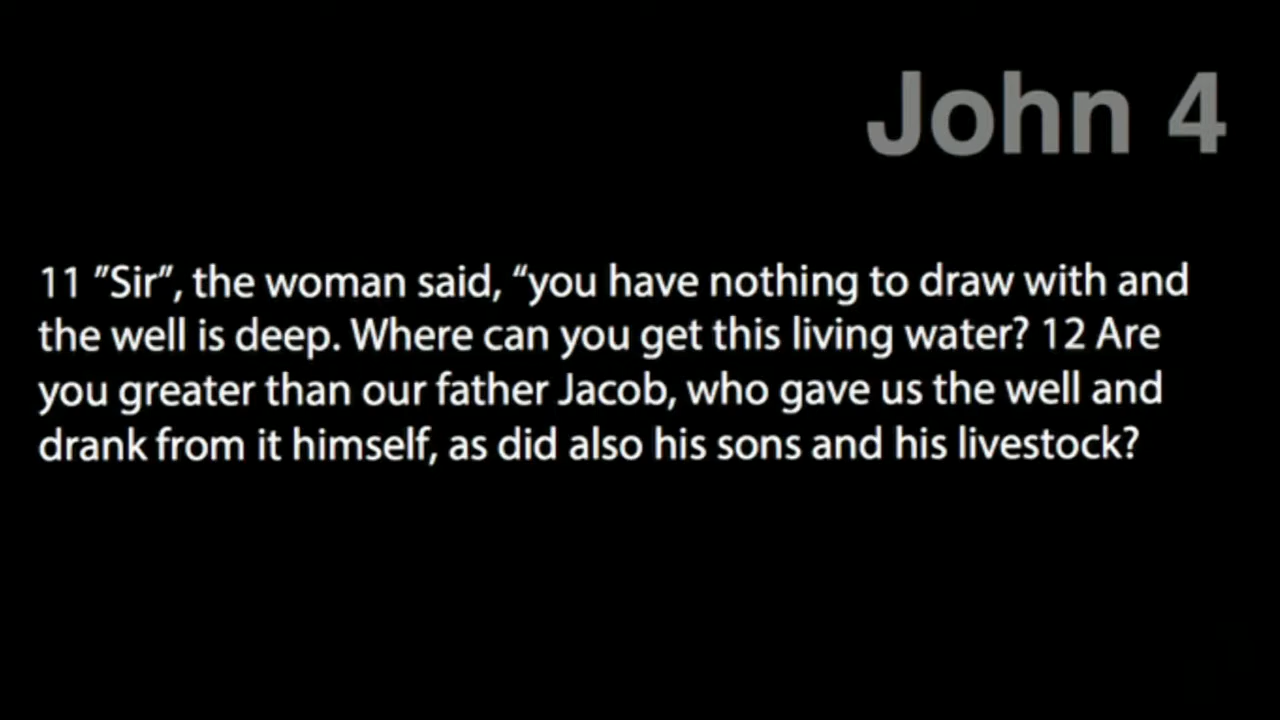 John 4
11 ”Sir”, the woman said, “you have nothing to draw with and
the well is deep. Where can you get this living water? 12 Are
you greater than our father Jacob, who gave us the well and
drank from it himself, as did also his sons and his livestock?